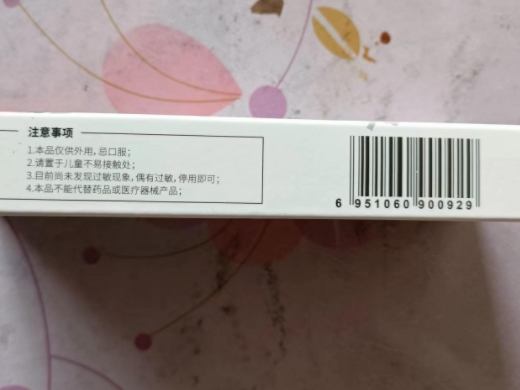 注意事项
1.本品仅供外用，忌口服；
2.请置于儿童不易接触处；
3.目前尚未发现过敏现象，偶有过敏，停用即可；
4.本品不能代替药品或医疗器械产品；
6 951060 900929